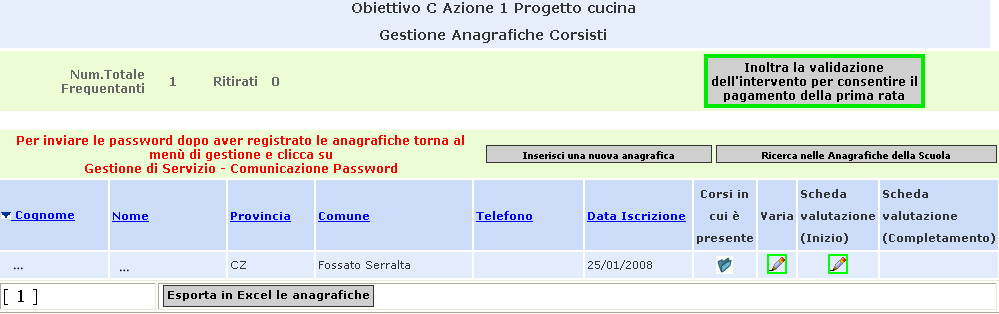 Obiettivo C Azione 1 Progetto cucina
Gestione Anagrafiche Corsisti
Num.Totale
Frequentanti 1 Ritirati 0
Inoltra la validazione
dell'intervento per consentire il
pagamento della prima rata
Per inviare le password dopo aver registrato le anagrafiche torna al
menù di gestione e clicca su
Gestione di Servizio - Comunicazione Password
Inserisci una nuova anagrafica
Ricerca nelle Anagrafiche della Scuola
Cognome
Nome
Provincia
Comune
Telefono
Data Iscrizione
Corsi in
cui è
presente
Varia
Scheda
valutazione
(Inizio)
Scheda
valutazione
(Completamento)
... ... CZ Fossato Serralta 25/01/2008
[ 1 ] Esporta in Excel le anagrafiche